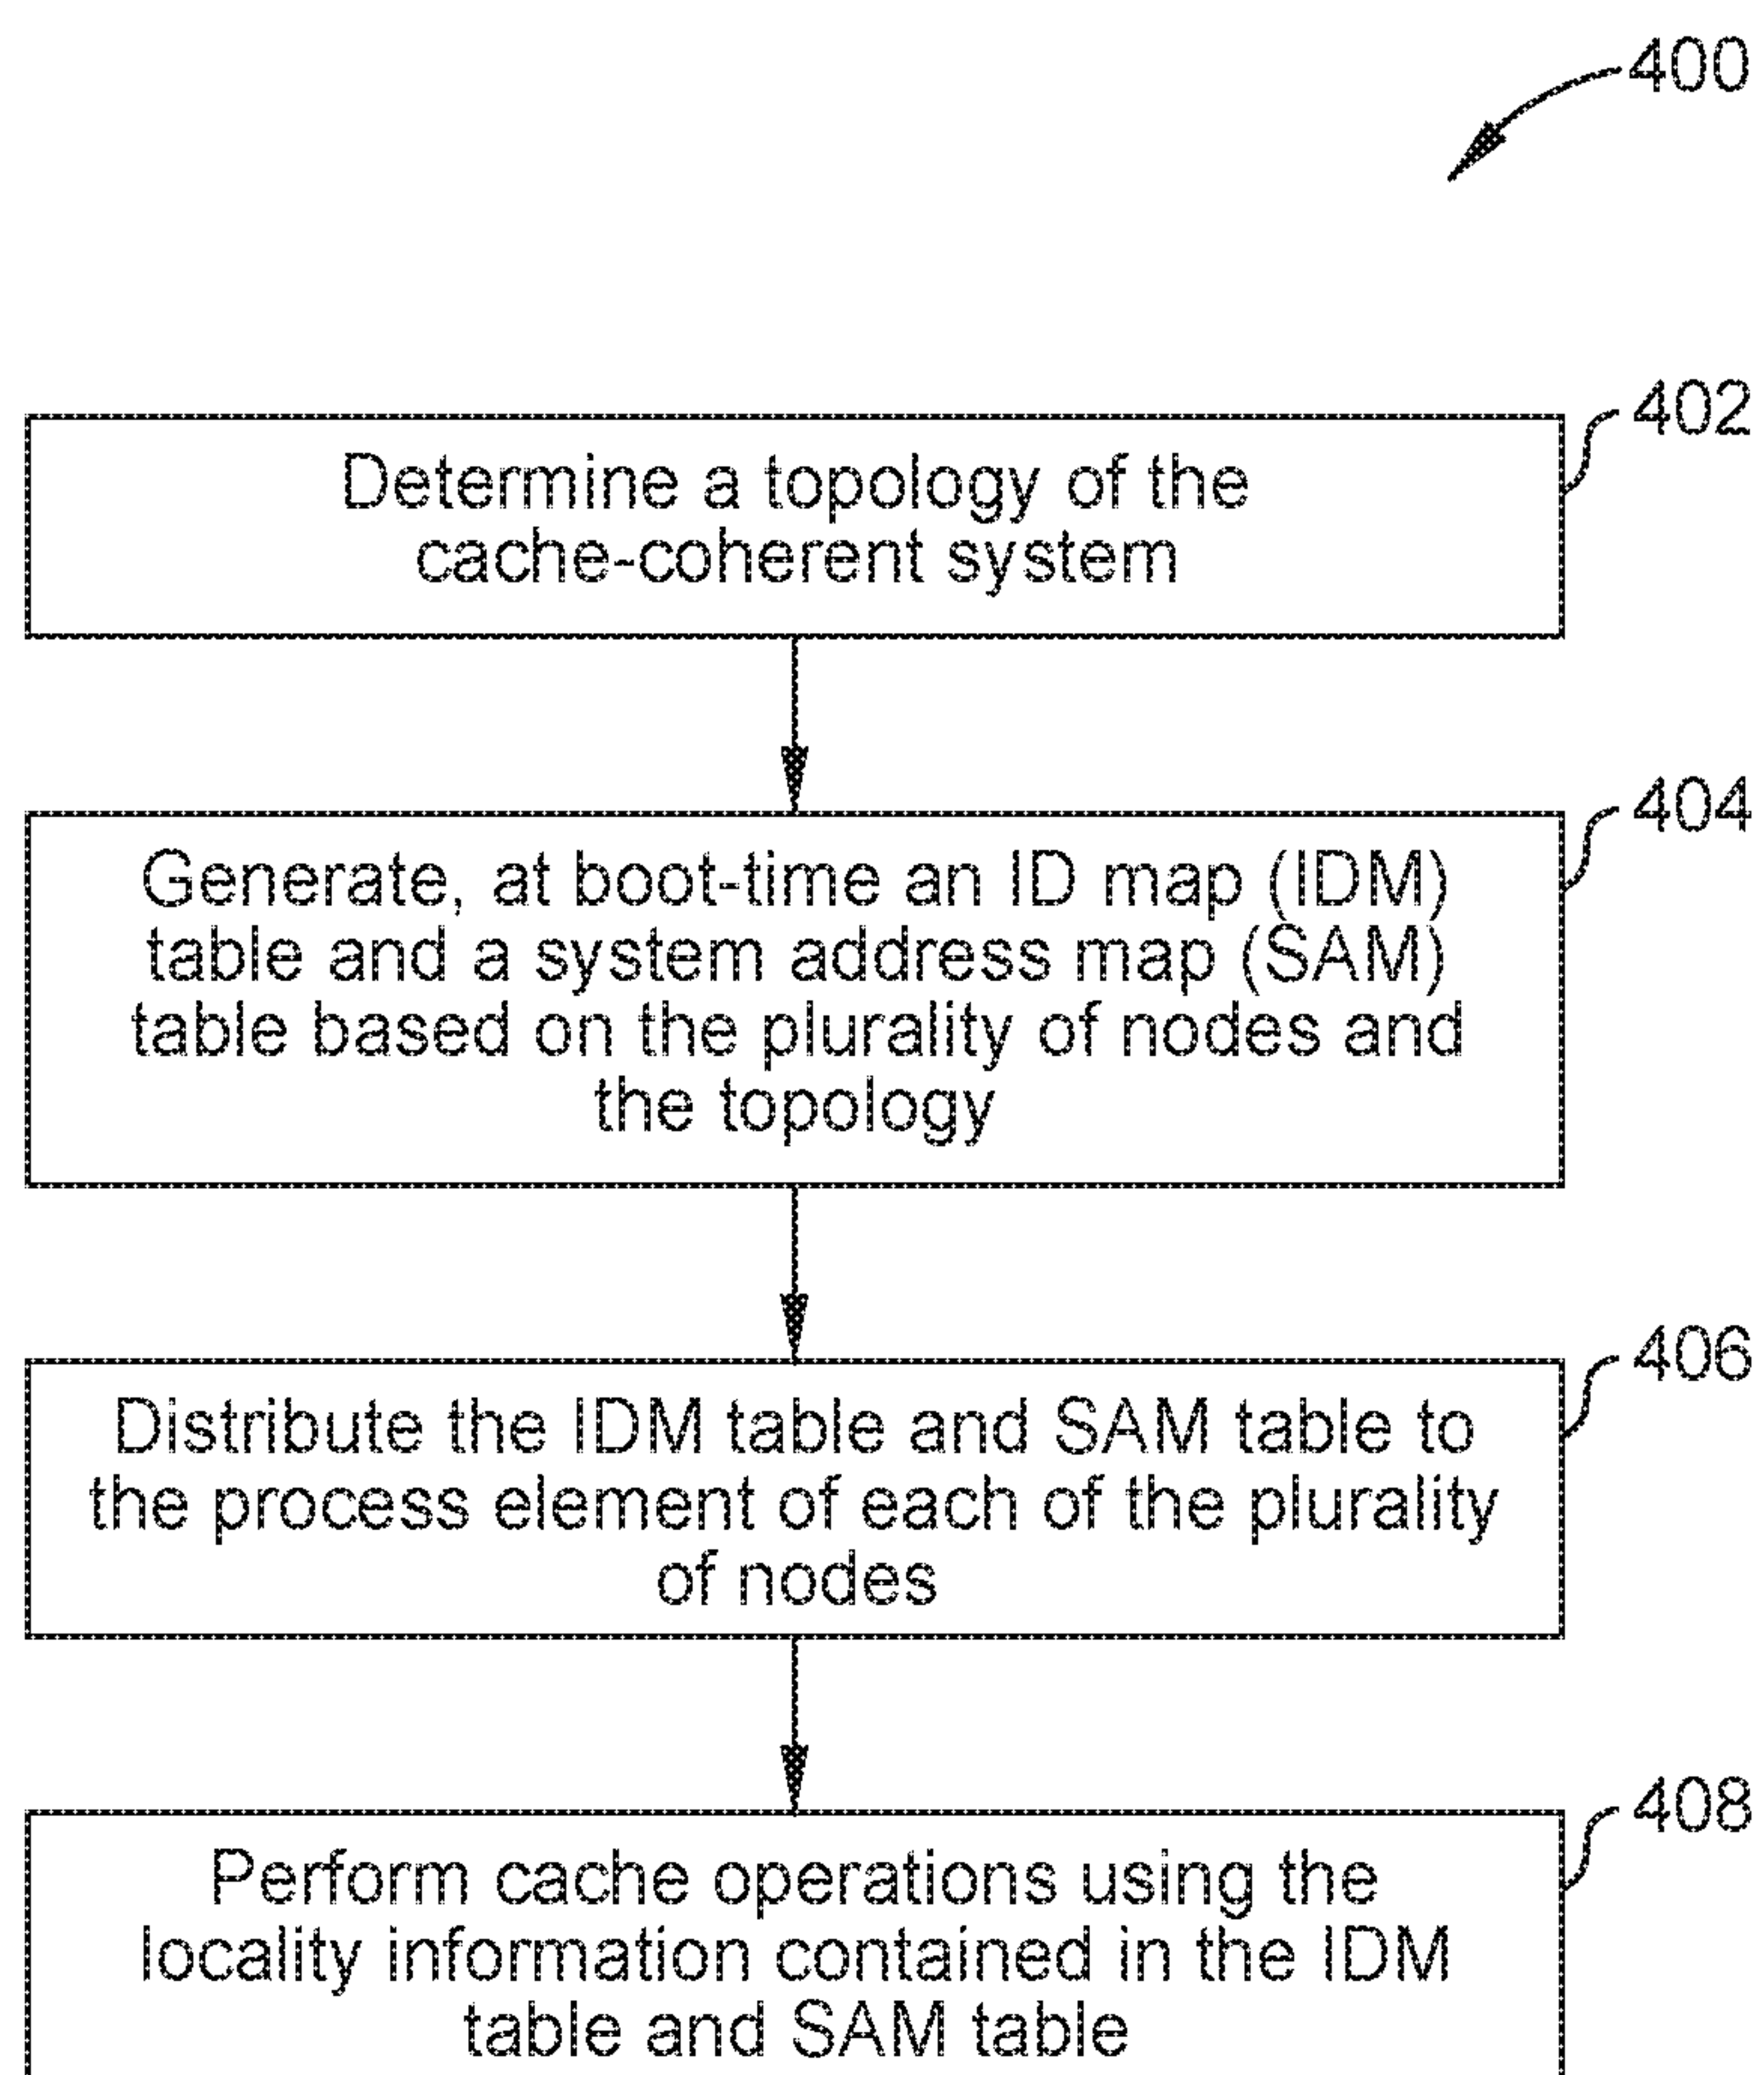 400
402
Determine a topology of the
cache-coherent system
404
Generate, at boot-time an ID map (IDM)
table and a system address map (SAM)
table based on the plurality of nodes and
the topology
406
Distribute the IDM table and SAM table to
the process element of each of the plurality
of nodes
408
Perform cache operations using the
locality information contained in the IDM
table and SAM table